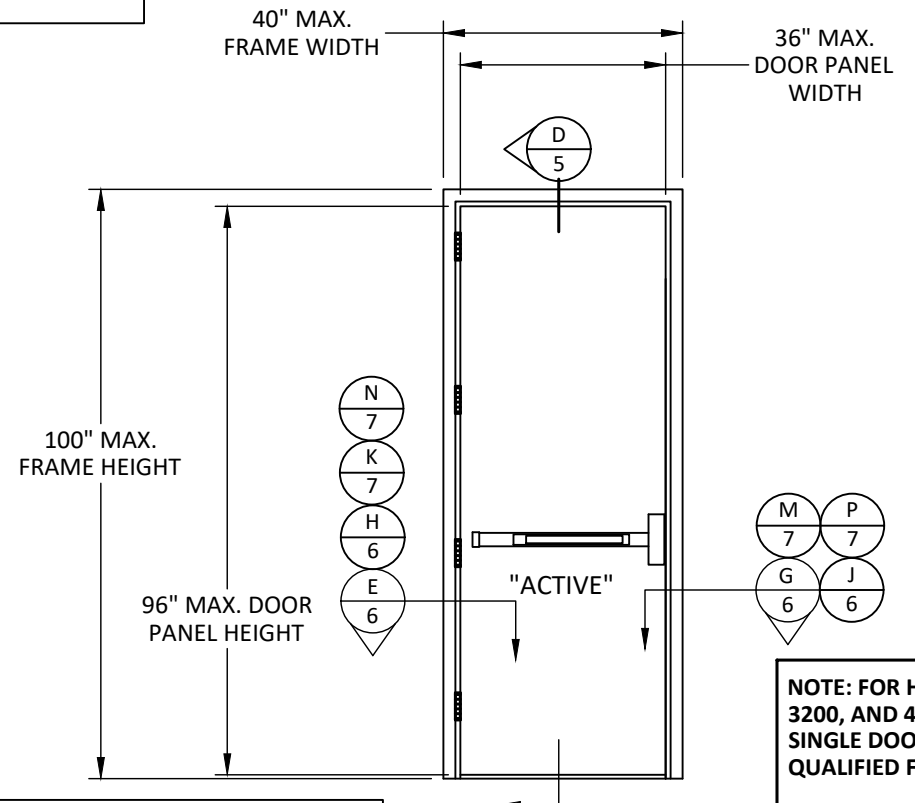 40" MAX.
FRAME WIDTH
36" MAX.
DOOR PANEL
WIDTH
D
5
100" MAX.
FRAME HEIGHT
96" MAX. DOOR
PANEL HEIGHT
N
7
K
7
H
6
E
6
"ACTIVE"
M
7
P
7
G
6
J
6
NOTE: FOR H
3200, AND 4
SINGLE DOO
QUALIFIED F